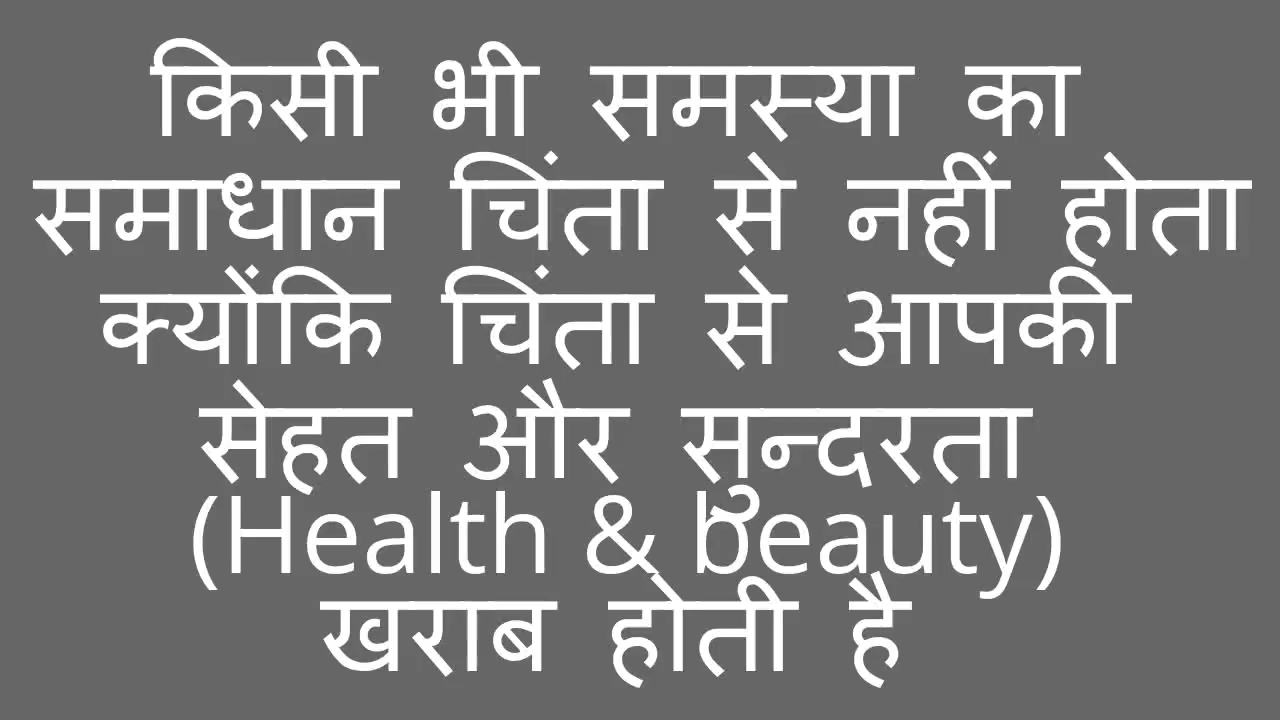 किसी भी समस्या का
समाधान चिंता से नहीं होता
क्योंकि चिंता से आपकी
सेहत और सुन्दरता
(Health & beauty)
खराब होती है